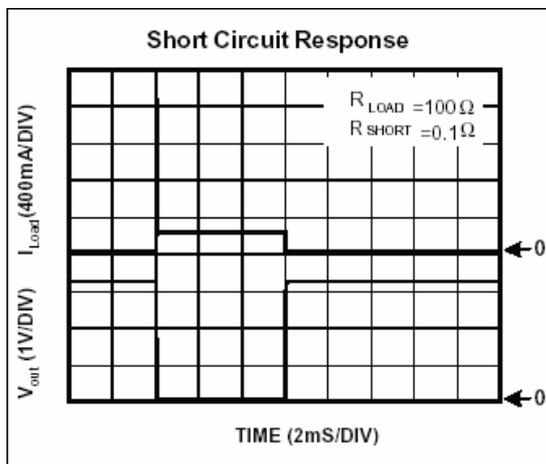 Short Circuit Response
R LOAD =100Ω
R SHORT =0.1Ω
I Load (400mA/DIV)
0
V out (1V/DIV)
0
TIME (2mS/DIV)